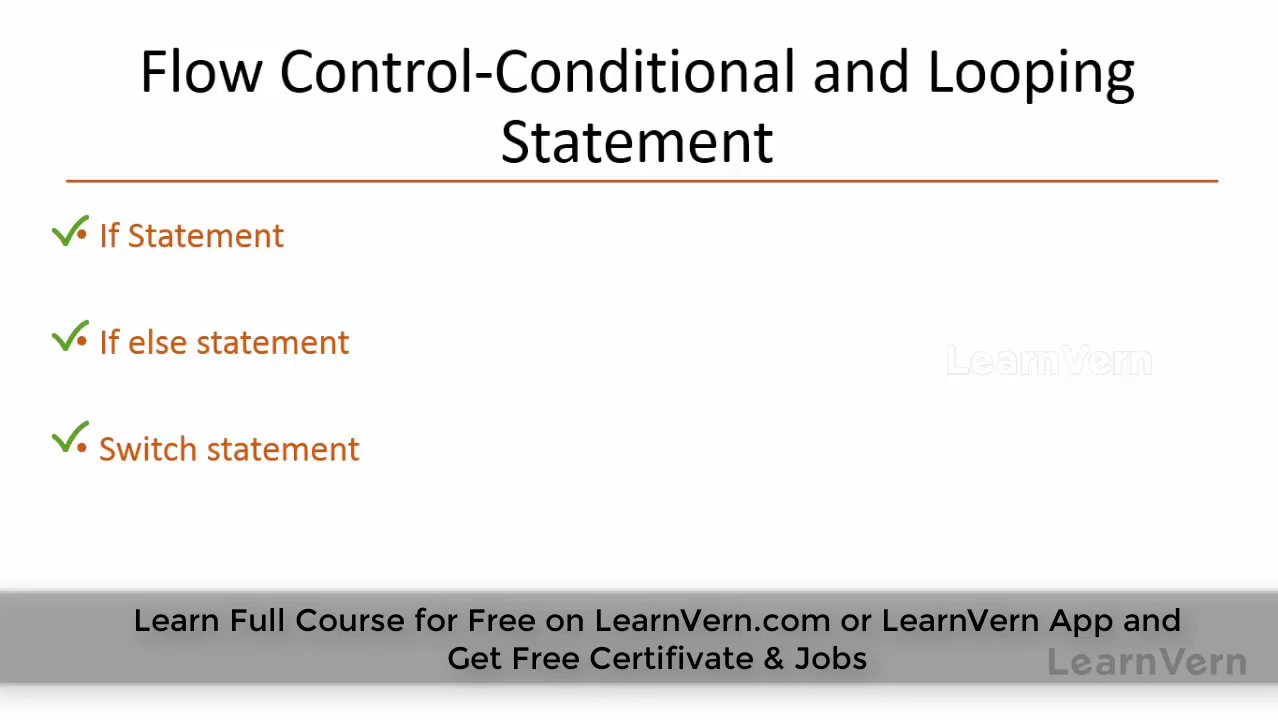 Flow Control-Conditional and Looping
Statement
• If Statement
• If else statement
LearnVern
• Switch statement
Learn Full Course for Free on LearnVern.com or LearnVern App and
Get Free Certifivate & Jobs
LearnVern